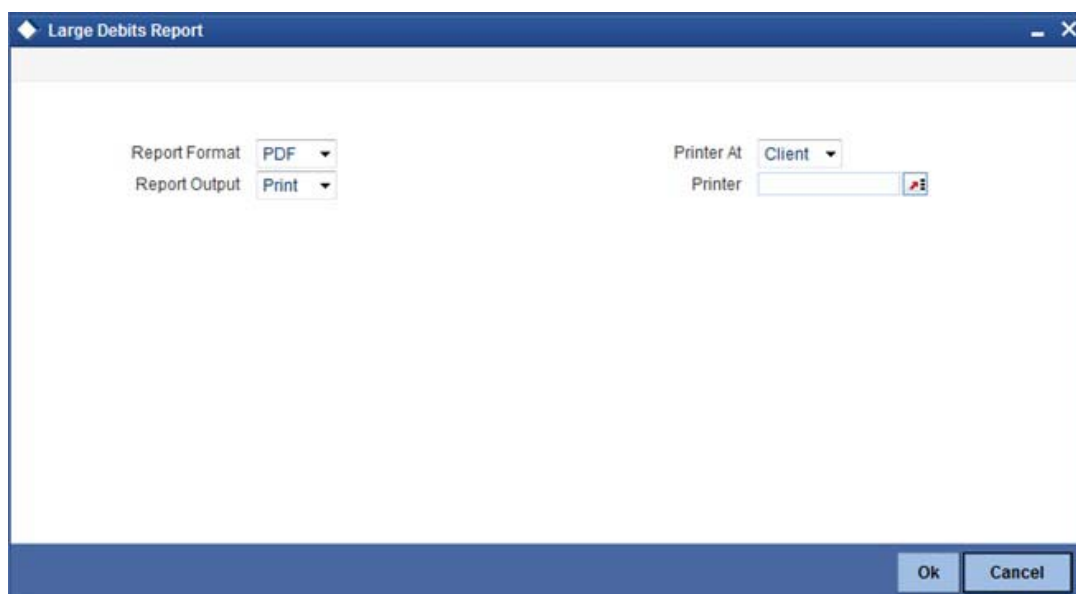 Large Debits Report
Report Format PDF Printer At Client
Report Output Print Printer
Ok Cancel